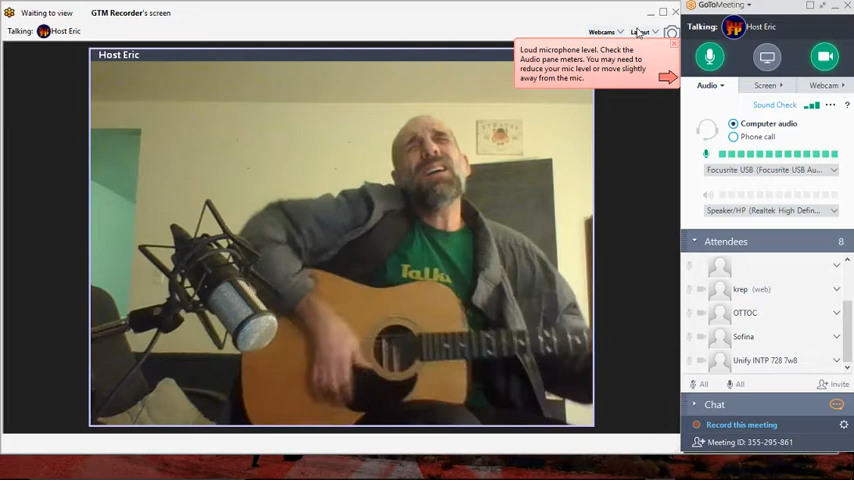 Waiting to view
GTM Recorder's screen
Talking:
Host Eric
Webcams
Host Eric
Loud microphone level. Check the
Audio pane meters. You may need to
reduce your mic level or move slightly
away from the mic.
GoToMeeting
Talking:
Host Eric
Audio
Screen
Webcam
Sound Check
?
Computer audio
Phone call
Focusrite USB (Focusrite USB Au...
Speaker/HP (Realtek High Defin...
Attendees
8
krep (web)
OTTOC
Sofina
Unify INTP 728 7w8
All
All
Invite
Chat
Record this meeting
Meeting ID: 355-295-861